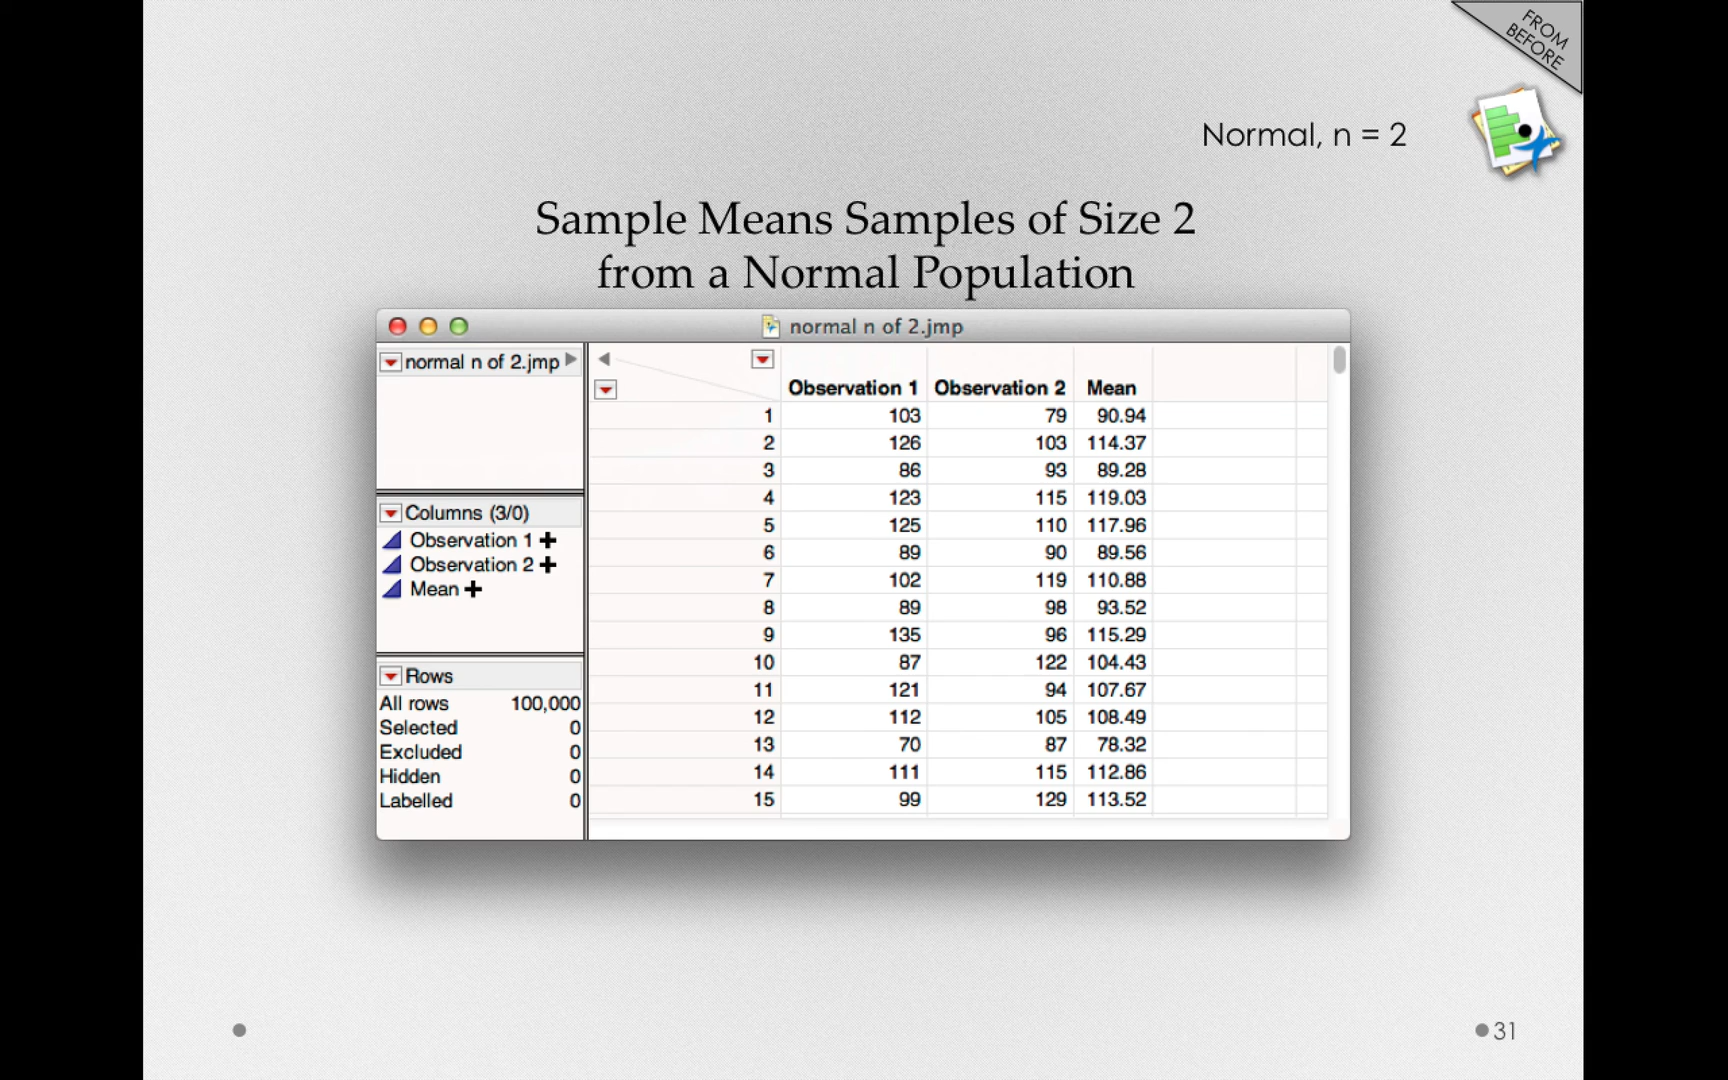 FROM
BEFORE
Normal, n = 2
Sample Means Samples of Size 2
from a Normal Population
normal n of 2.jmp
normal n of 2.jmp
Columns (3/0)
Observation 1
Observation 2
Mean
Rows
All rows 100,000
Selected 0
Excluded 0
Hidden 0
Labelled 0
Observation 1 Observation 2 Mean
1 103 79 90.94
2 126 103 114.37
3 86 93 89.28
4 123 115 119.03
5 125 110 117.96
6 89 90 89.56
7 102 119 110.88
8 89 98 93.52
9 135 96 115.29
10 87 122 104.43
11 121 94 107.67
12 112 105 108.49
13 70 87 78.32
14 111 115 112.86
15 99 129 113.52
31